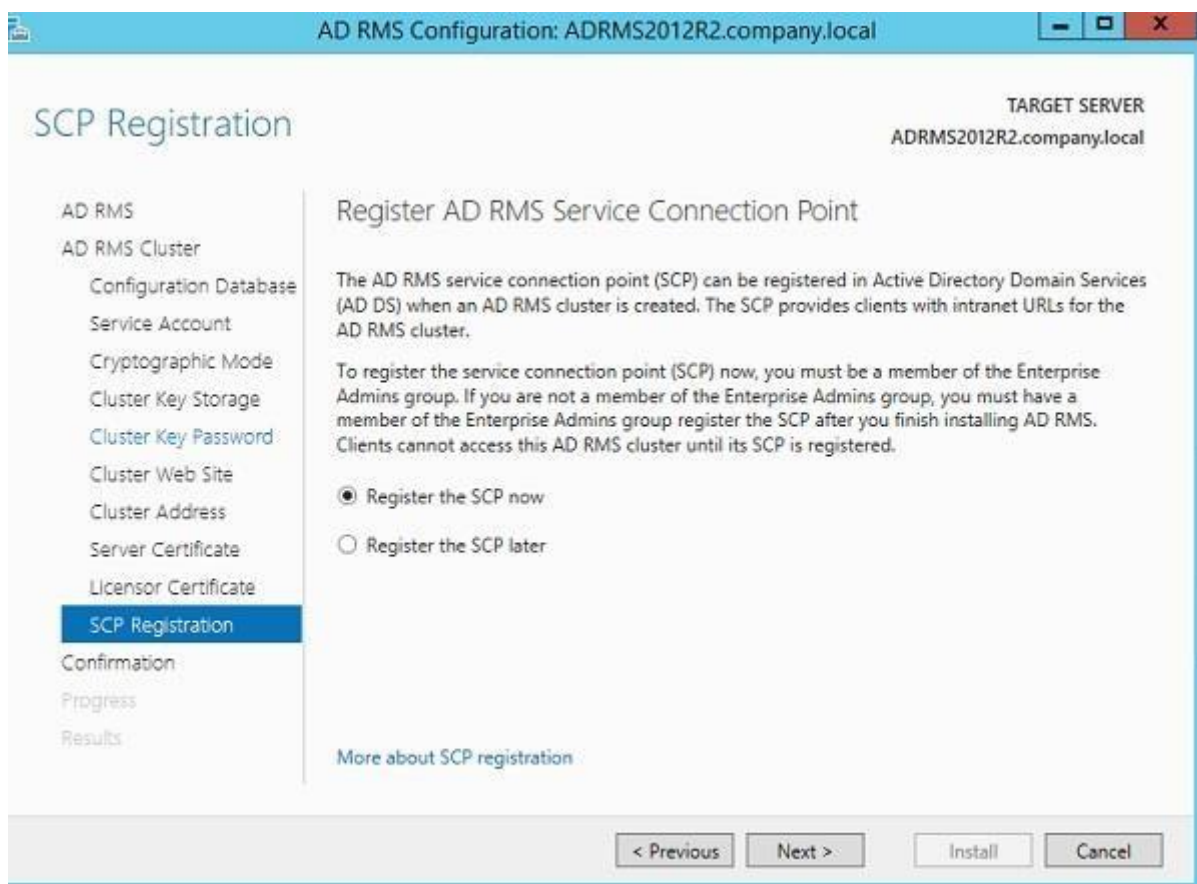 AD RMS Configuration: ADRMS2012R2.company.local
SCP Registration
TARGET SERVER
ADRMS2012R2.company.local
AD RMS
AD RMS Cluster
Configuration Database
Service Account
Cryptographic Mode
Cluster Key Storage
Cluster Key Password
Cluster Web Site
Cluster Address
Server Certificate
Licensor Certificate
SCP Registration
Confirmation
Progress
Results
Register AD RMS Service Connection Point
The AD RMS service connection point (SCP) can be registered in Active Directory Domain Services
(AD DS) when an AD RMS cluster is created. The SCP provides clients with intranet URLs for the
AD RMS cluster.
To register the service connection point (SCP) now, you must be a member of the Enterprise
Admins group. If you are not a member of the Enterprise Admins group, you must have a
member of the Enterprise Admins group register the SCP after you finish installing AD RMS.
Clients cannot access this AD RMS cluster until its SCP is registered.
Register the SCP now
Register the SCP later
More about SCP registration
< Previous
Next >
Install
Cancel